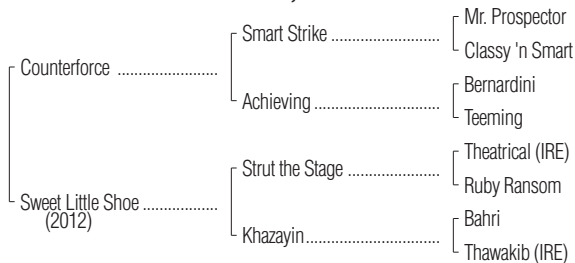 Mr. Prospector
Smart Strike ..........................
Classy 'n Smart
Counterforce ........................
Bernardini
Achieving ..............................
Teeming
Theatrical (IRE)
Strut the Stage ......................
Ruby Ransom
Sweet Little Shoe ..................
(2012)
Bahri
Khazayin................................
Thawakib (IRE)